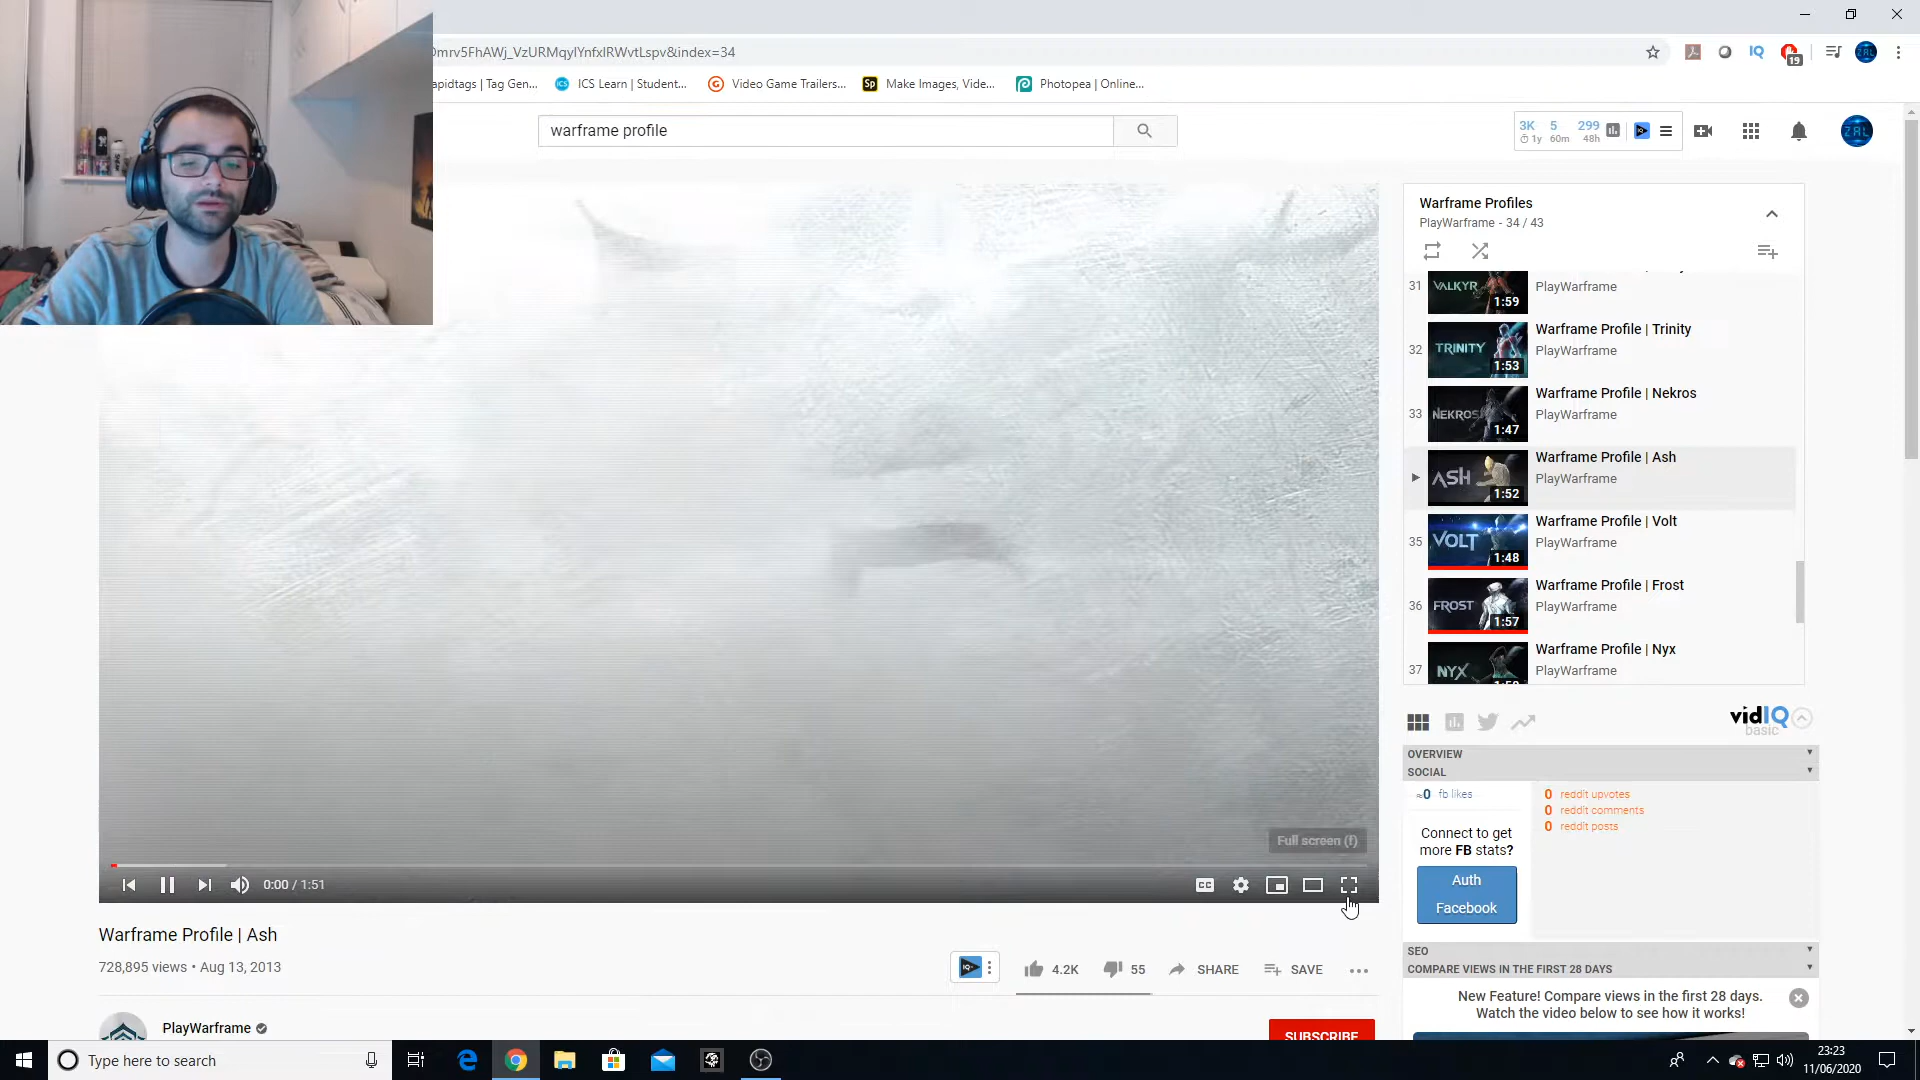 Dmrv5FhAWj_VzURMqyIYnfxlRWvtLspv&index=34
IQ
19
ZAL
apidtags | Tag Gen...
ICS Learn | Student...
Video Game Trailers...
Sp
Make Images, Vide...
Photopea | Online...
warframe profile
3K 5 299
1y 60m 48h
ZAL
Warframe Profiles
PlayWarframe - 34 / 43
31
VALKYR
1:59
PlayWarframe
32
TRINITY
1:53
Warframe Profile | Trinity
PlayWarframe
33
NEKROS
1:47
Warframe Profile | Nekros
PlayWarframe
ASH
1:52
Warframe Profile | Ash
PlayWarframe
35
VOLT
1:48
Warframe Profile | Volt
PlayWarframe
36
FROST
1:57
Warframe Profile | Frost
PlayWarframe
37
NYX
Warframe Profile | Nyx
PlayWarframe
vidIQ
basic
OVERVIEW
SOCIAL
≈0 fb likes
0 reddit upvotes
0 reddit comments
0 reddit posts
Connect to get
more FB stats?
Auth
Facebook
SEO
COMPARE VIEWS IN THE FIRST 28 DAYS
New Feature! Compare views in the first 28 days.
Watch the video below to see how it works!
Full screen (f)
0:00 / 1:51
CC
Warframe Profile | Ash
728,895 views • Aug 13, 2013
IQ
4.2K
55
SHARE
SAVE
PlayWarframe
SUBSCRIBE
Type here to search
23:23
11/06/2020